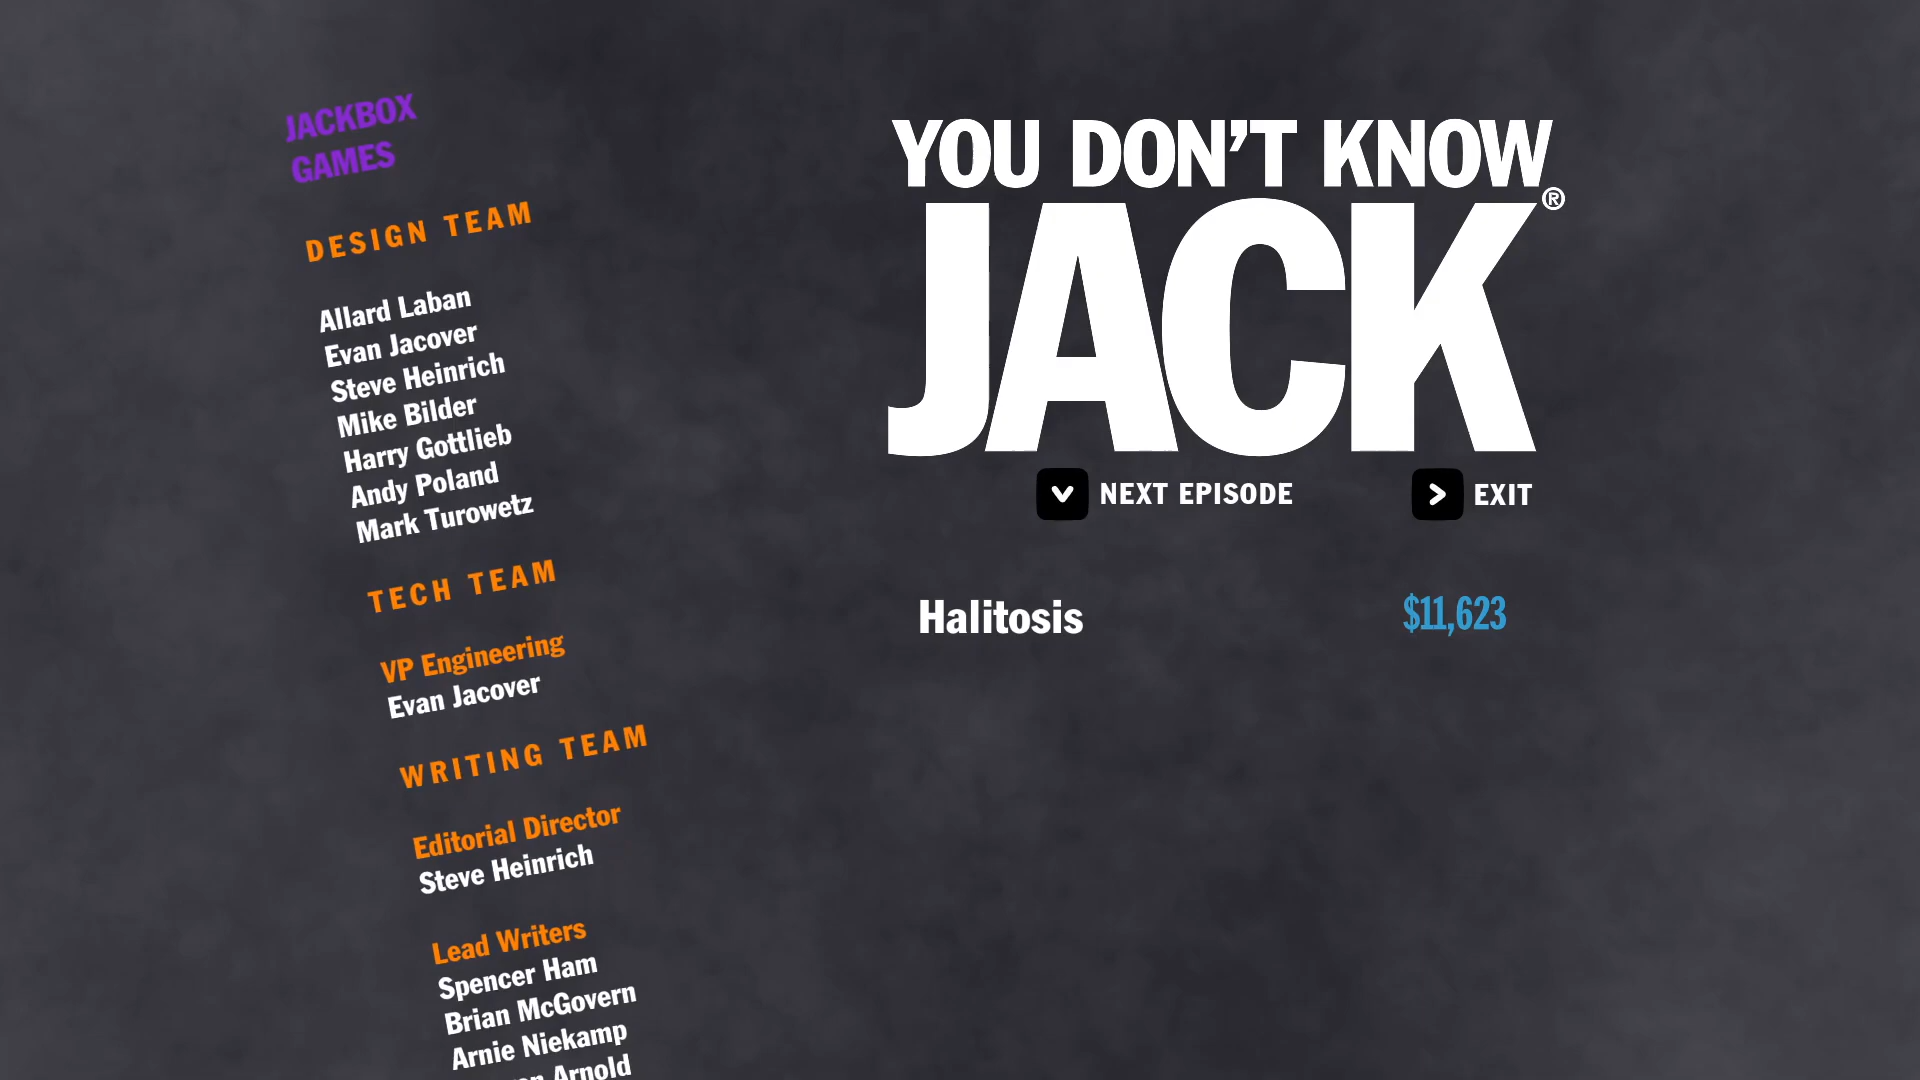 JACKBOX
GAMES
DESIGN TEAM
Allard Laban
Evan Jacover
Steve Heinrich
Mike Bilder
Harry Gottlieb
Andy Poland
Mark Turowetz
TECH TEAM
VP Engineering
Evan Jacover
WRITING TEAM
Editorial Director
Steve Heinrich
Lead Writers
Spencer Ham
Brian McGovern
Arnie Niekamp
Arnold
YOU DON'T KNOW
JACK®
NEXT EPISODE
EXIT
Halitosis
$11,623